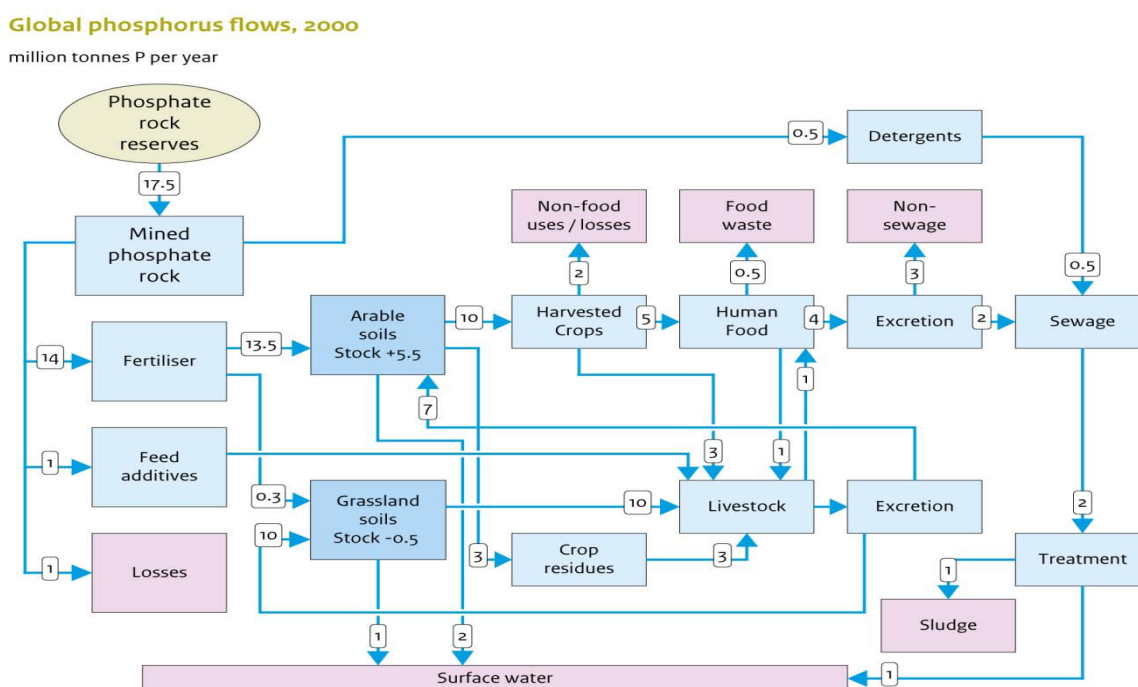 Global phosphorus flows, 2000
million tonnes P per year
Phosphate
rock
reserves
17.5
Mined
phosphate
rock
0.5
Detergents
0.5
Non-food
uses / losses
Food
waste
Non-
sewage
2
0.5
3
14
Fertiliser
13.5
Arable
soils
Stock +5.5
10
Harvested
Crops
5
Human
Food
4
Excretion
2
Sewage
7
1
1
Feed
additives
3
1
0.3
10
Grassland
soils
Stock -0.5
10
Livestock
Excretion
2
3
Crop
residues
3
Treatment
1
Losses
1
Sludge
1
2
Surface water
1